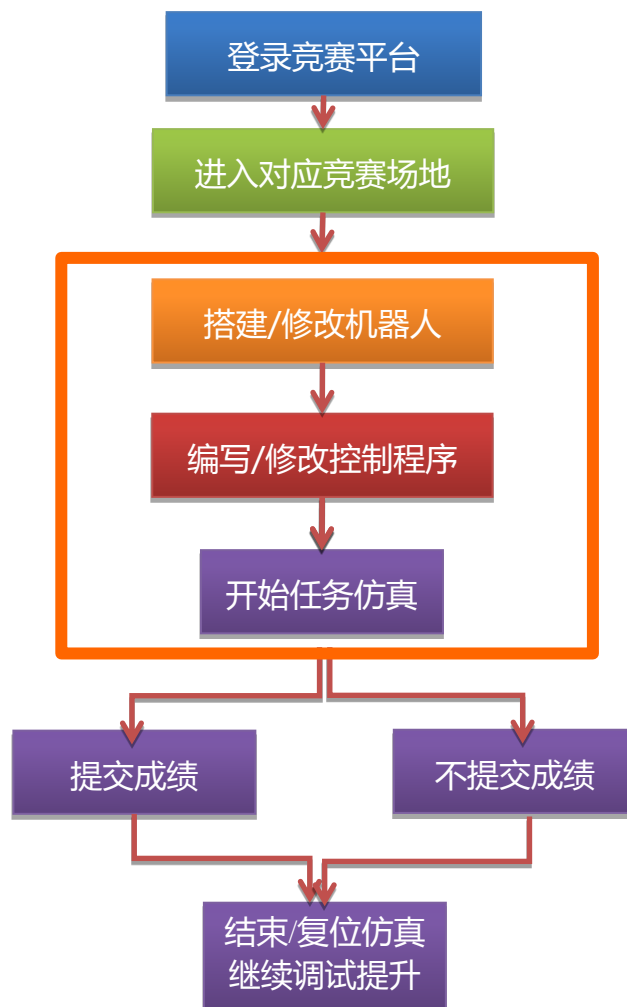 登录竞赛平台
进入对应竞赛场地
搭建/修改机器人
编写/修改控制程序
开始任务仿真
提交成绩
不提交成绩
结束/复位仿真
继续调试提升